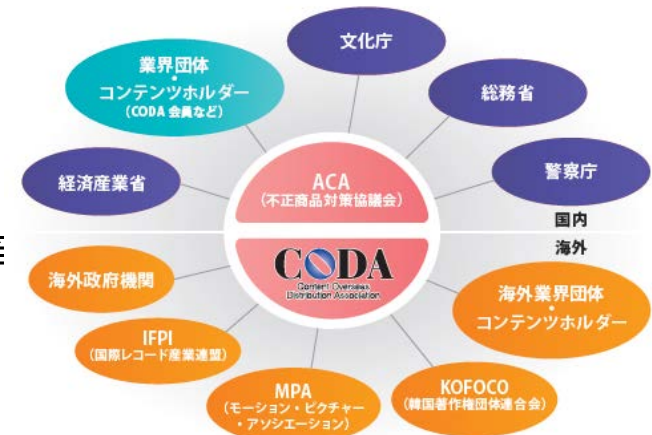 文化庁
業界団体
・
コンテンツホルダー
(CODA 会員など)
総務省
経済産業省
ACA
(不正商品対策協議会)
警察庁
国内
海外
CODA
Content Overseas
Distribution Association
海外政府機関
海外業界団体
・
コンテンツホルダー
IFPI
(国際レコード産業連盟)
MPA
(モーション・ピクチャー
・アソシエーション)
KOFOCO
(韓国著作権団体連合会)